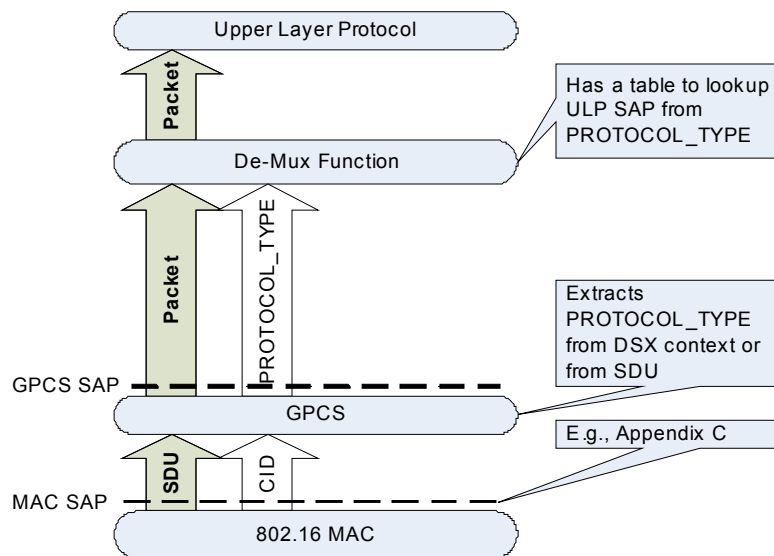 Upper Layer Protocol
Packet
Has a table to lookup
ULP SAP from
PROTOCOL_TYPE
De-Mux Function
Packet
PROTOCOL_TYPE
Extracts
PROTOCOL_TYPE
from DSX context or
from SDU
GPCS SAP
GPCS
E.g., Appendix C
SDU
CID
MAC SAP
802.16 MAC